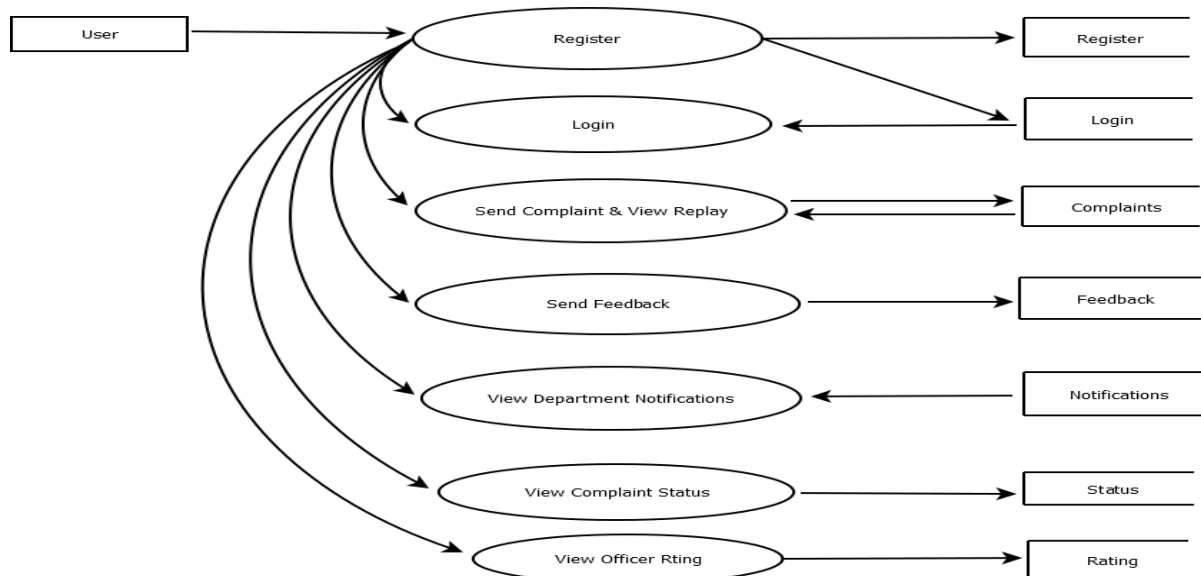 User
Register
Register
Login
Login
Send Complaint & View Replay
Complaints
Send Feedback
Feedback
View Department Notifications
Notifications
View Complaint Status
Status
View Officer Rting
Rating